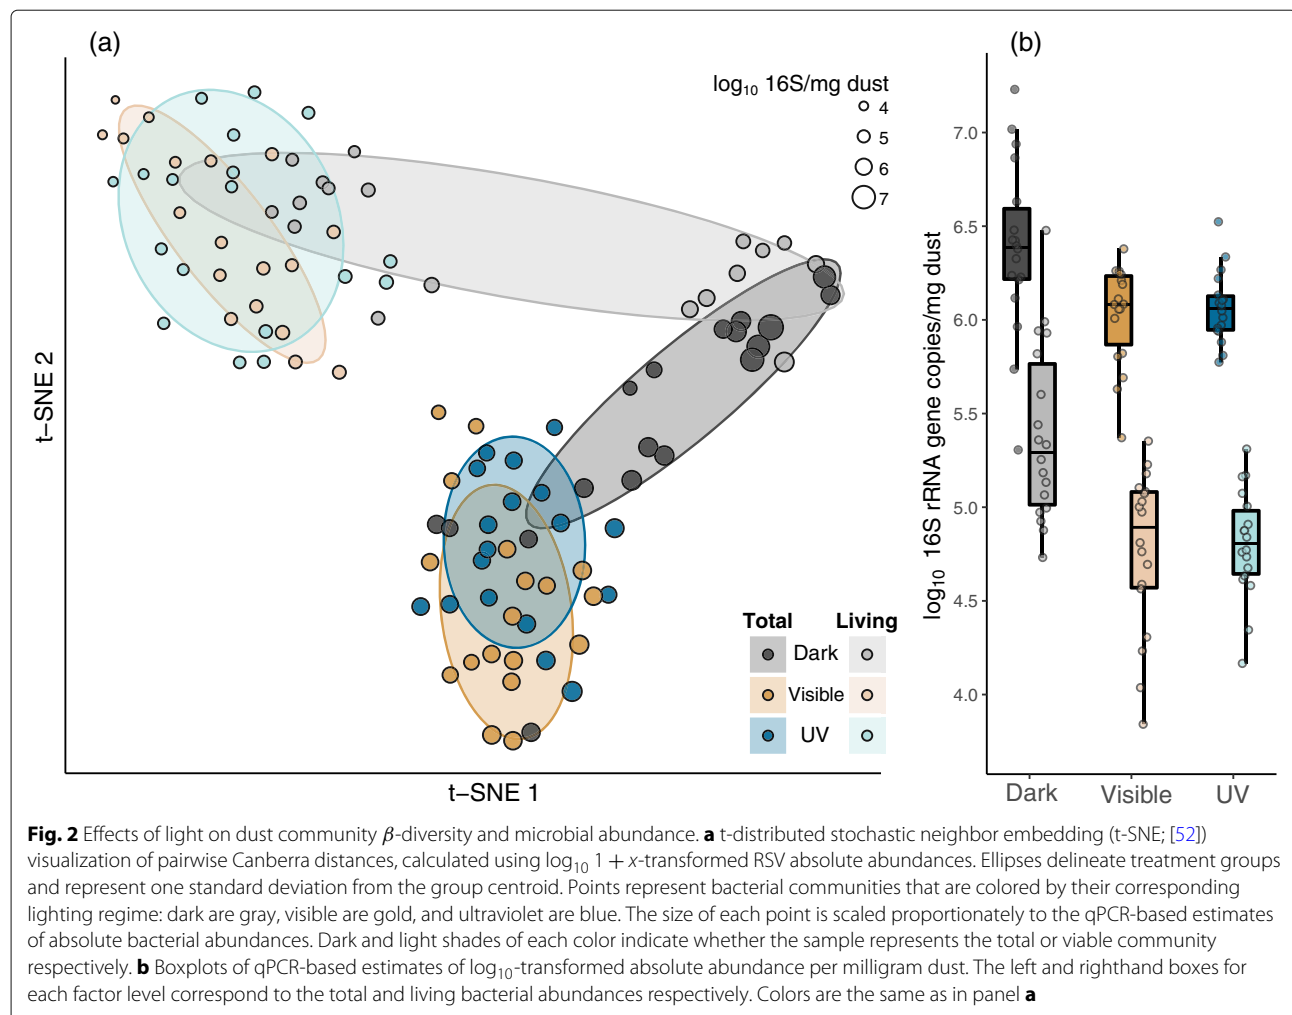 (a)
(b)
log₁₀ 16S/mg dust
4
5
6
7
t−SNE 2
t−SNE 1
Total Living
Dark
Visible
UV
log₁₀ 16S rRNA gene copies/mg dust
7.0
6.5
6.0
5.5
5.0
4.5
4.0
Dark Visible UV
Fig. 2 Effects of light on dust community β-diversity and microbial abundance. a t-distributed stochastic neighbor embedding (t-SNE; [52])
visualization of pairwise Canberra distances, calculated using log₁₀ 1 + x-transformed RSV absolute abundances. Ellipses delineate treatment groups
and represent one standard deviation from the group centroid. Points represent bacterial communities that are colored by their corresponding
lighting regime: dark are gray, visible are gold, and ultraviolet are blue. The size of each point is scaled proportionately to the qPCR-based estimates
of absolute bacterial abundances. Dark and light shades of each color indicate whether the sample represents the total or viable community
respectively. b Boxplots of qPCR-based estimates of log₁₀-transformed absolute abundance per milligram dust. The left and righthand boxes for
each factor level correspond to the total and living bacterial abundances respectively. Colors are the same as in panel a